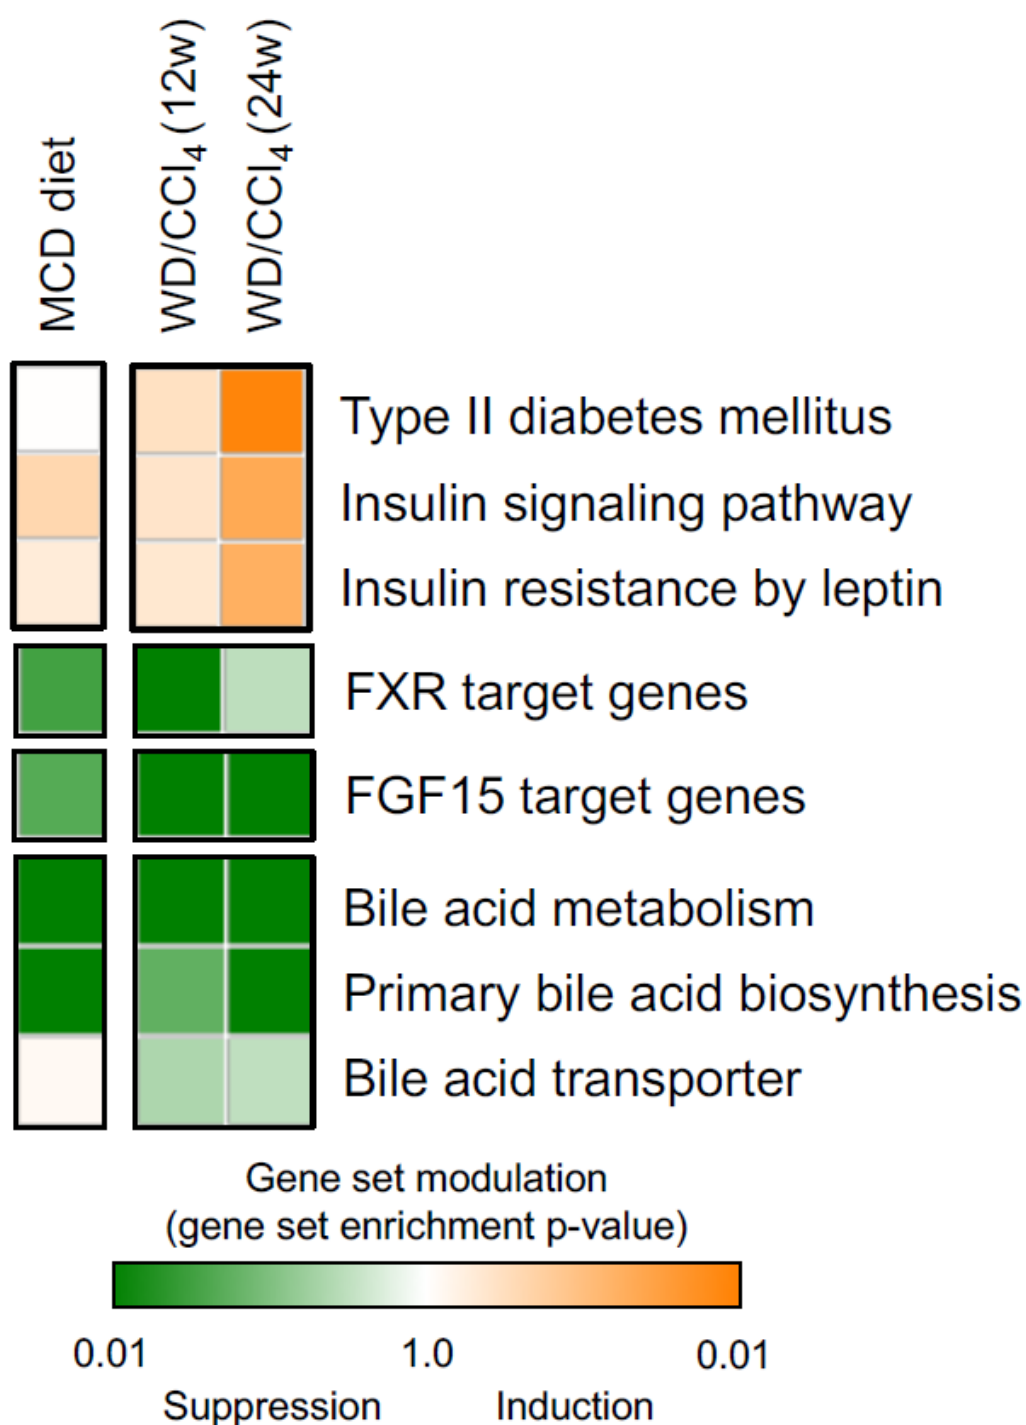 MCD diet
WD/CCl₄ (12w)
WD/CCl₄ (24w)
Type II diabetes mellitus
Insulin signaling pathway
Insulin resistance by leptin
FXR target genes
FGF15 target genes
Bile acid metabolism
Primary bile acid biosynthesis
Bile acid transporter
Gene set modulation
(gene set enrichment p-value)
0.01 1.0 0.01
Suppression Induction